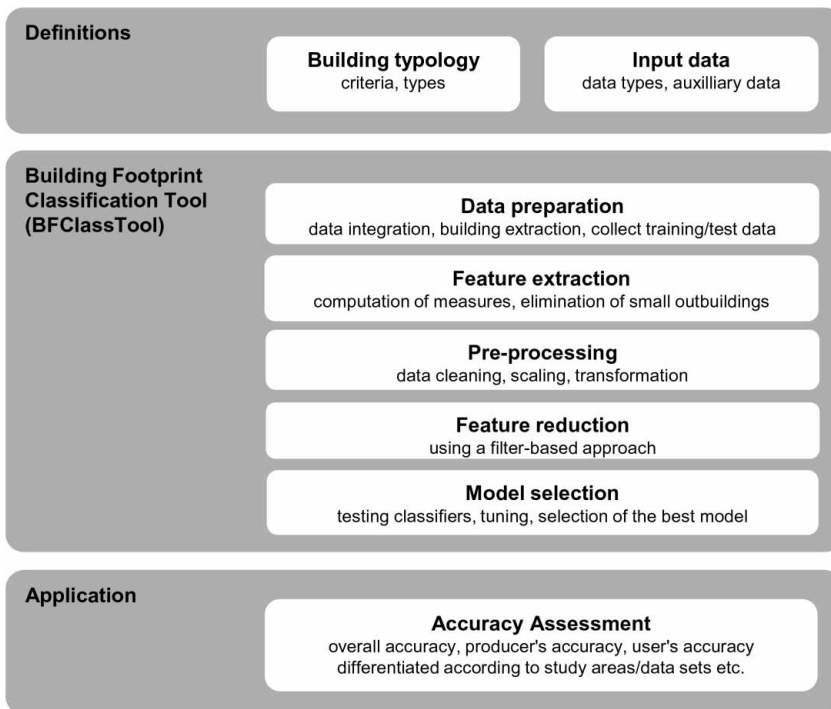 Definitions
Building typology
criteria, types
Input data
data types, auxilliary data
Building Footprint
Classification Tool
(BFClassTool)
Data preparation
data integration, building extraction, collect training/test data
Feature extraction
computation of measures, elimination of small outbuildings
Pre-processing
data cleaning, scaling, transformation
Feature reduction
using a filter-based approach
Model selection
testing classifiers, tuning, selection of the best model
Application
Accuracy Assessment
overall accuracy, producer's accuracy, user's accuracy
differentiated according to study areas/data sets etc.